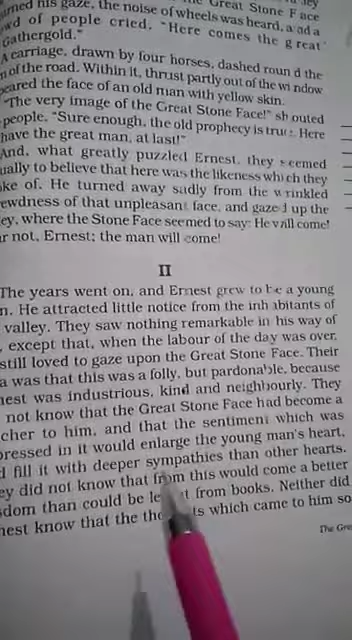 turned his gaze, the noise of wheels was heard, and a
crowd of people cried, "Here comes the great
Gathergold."
A carriage, drawn by four horses, dashed round the
of the road. Within it, thrust partly out of the window
peared the face of an old man with yellow skin.
"The very image of the Great Stone Face!" shouted
people, "Sure enough, the old prophecy is true. Here
have the great man, at last!"
And, what greatly puzzled Ernest, they seemed
ually to believe that here was the likeness which they
ke of. He turned away sadly from the wrinkled
ewdness of that unpleasant face, and gazed up the
ey, where the Stone Face seemed to say: He will come!
r not, Ernest; the man will come!
II
The years went on, and Ernest grew to be a young
n. He attracted little notice from the inhabitants of
valley. They saw nothing remarkable in his way of
, except that, when the labour of the day was over,
still loved to gaze upon the Great Stone Face. Their
a was that this was a folly, but pardonable, because
nest was industrious, kind and neighbourly. They
not know that the Great Stone Face had become a
cher to him, and that the sentiment which was
pressed in it would enlarge the young man's heart,
d fill it with deeper sympathies than other hearts.
ey did not know that from this would come a better
sdom than could be learnt from books. Neither did
nest know that the thoughts which came to him so
The Gre